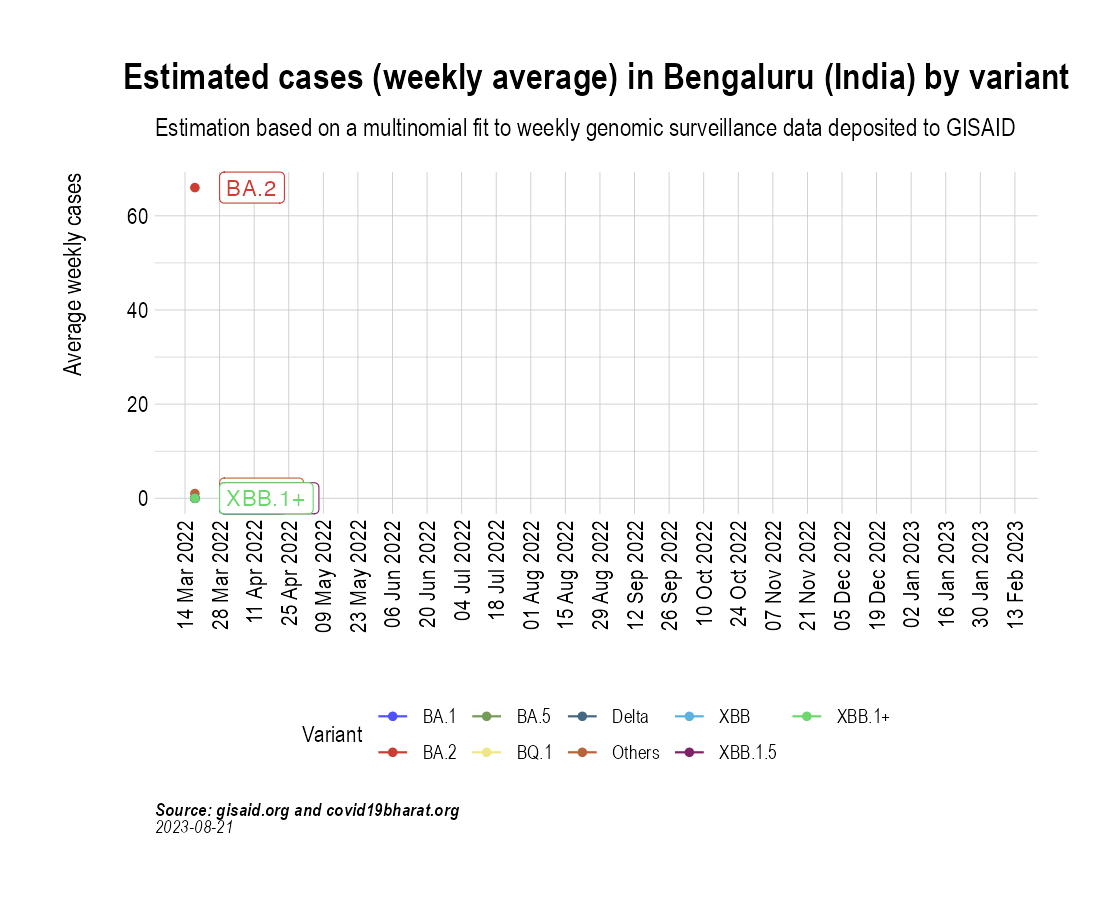 Estimated cases (weekly average) in Bengaluru (India) by variant
Estimation based on a multinomial fit to weekly genomic surveillance data deposited to GISAID
Average weekly cases
60
40
20
0
BA.2
XBB.1+
14 Mar 2022
28 Mar 2022
11 Apr 2022
25 Apr 2022
09 May 2022
23 May 2022
06 Jun 2022
20 Jun 2022
04 Jul 2022
18 Jul 2022
01 Aug 2022
15 Aug 2022
29 Aug 2022
12 Sep 2022
26 Sep 2022
10 Oct 2022
24 Oct 2022
07 Nov 2022
21 Nov 2022
05 Dec 2022
19 Dec 2022
02 Jan 2023
16 Jan 2023
30 Jan 2023
13 Feb 2023
Variant
BA.1 BA.5 Delta XBB XBB.1+
BA.2 BQ.1 Others XBB.1.5
Source: gisaid.org and covid19bharat.org
2023-08-21